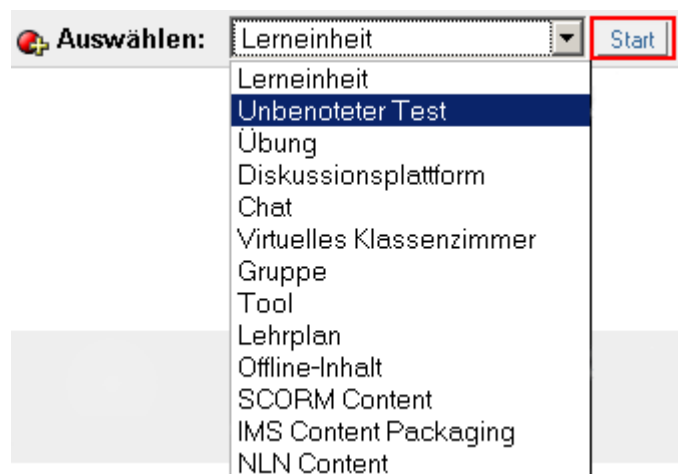 Auswählen: Lerneinheit Start
Lerneinheit
Unbenoteter Test
Übung
Diskussionsplattform
Chat
Virtuelles Klassenzimmer
Gruppe
Tool
Lehrplan
Offline-Inhalt
SCORM Content
IMS Content Packaging
NLN Content